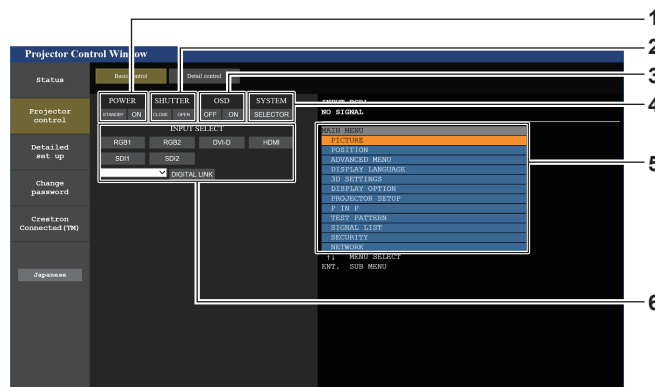 Projector Control Window
1
2
3
4
5
6
Status
Projector
control
Detailed
set up
Change
password
Crestron
Connected(TM)
Japanese
Basic control
Detail control
POWER
STANDBY ON
SHUTTER
CLOSE OPEN
OSD
OFF ON
SYSTEM
SELECTOR
INPUT SELECT
RGB1 RGB2 DVI-D HDMI
SDI1 SDI2
DIGITAL LINK
INPUT RGB1
NO SIGNAL
MAIN MENU
PICTURE
POSITION
ADVANCED MENU
DISPLAY LANGUAGE
3D SETTINGS
DISPLAY OPTION
PROJECTOR SETUP
P IN P
TEST PATTERN
SIGNAL LIST
SECURITY
NETWORK
↑↓ MENU SELECT
ENT. SUB MENU